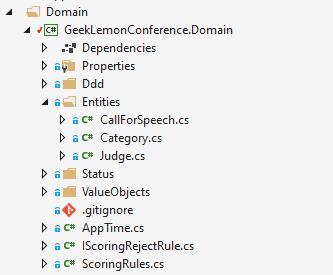 Domain
GeekLemonConference.Domain
Dependencies
Properties
Ddd
Entities
C# CallForSpeech.cs
C# Category.cs
C# Judge.cs
Status
ValueObjects
.gitignore
C# AppTime.cs
C# IScoringRejectRule.cs
C# ScoringRules.cs